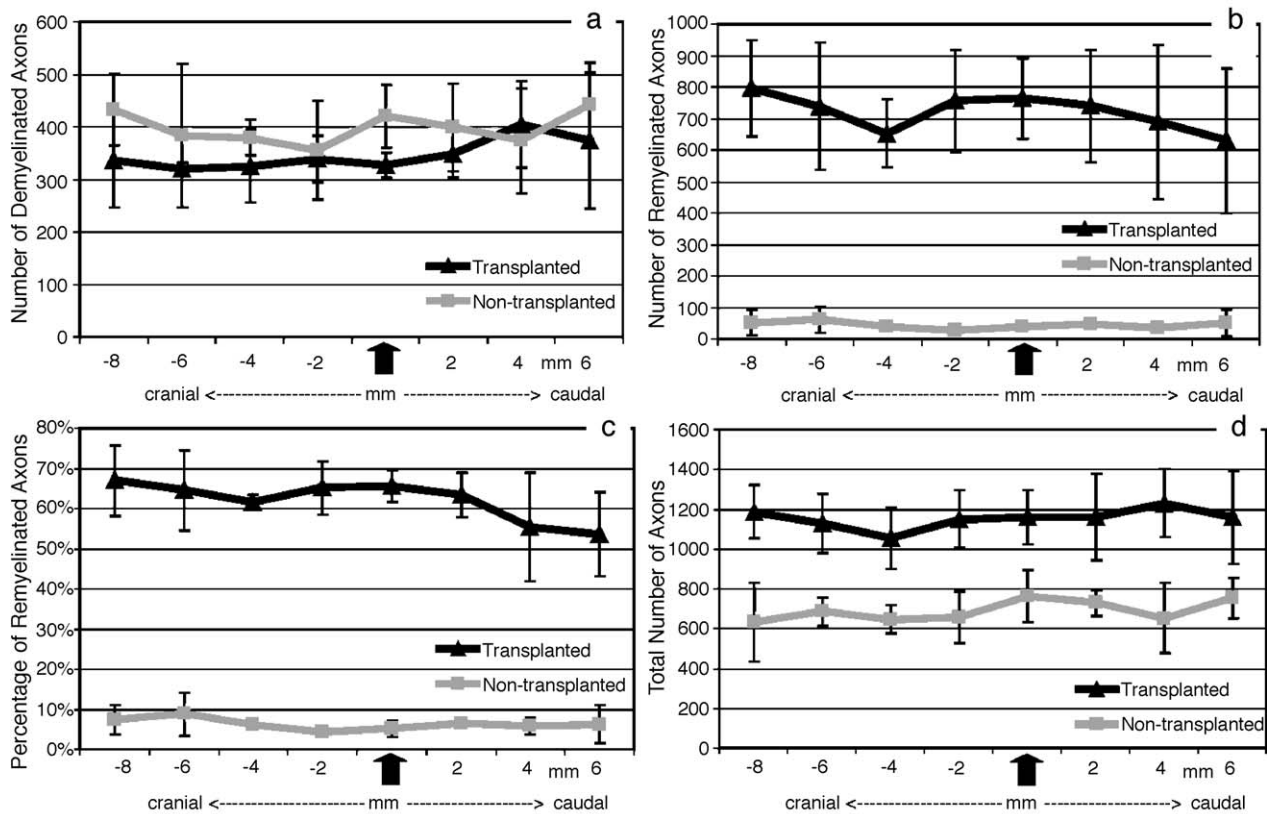 a
Number of Demyelinated Axons
600
500
400
300
200
100
0
Transplanted
Non-transplanted
-8 -6 -4 -2 2 4 mm 6
cranial <---------------------- mm ----------------------> caudal
b
Number of Remyelinated Axons
1000
900
800
700
600
500
400
300
200
100
0
Transplanted
Non-transplanted
-8 -6 -4 -2 2 4 mm 6
cranial <---------------------- mm ----------------------> caudal
c
Percentage of Remyelinated Axons
80%
70%
60%
50%
40%
30%
20%
10%
0%
Transplanted
Non-transplanted
-8 -6 -4 -2 2 4 mm 6
cranial <---------------------- mm ----------------------> caudal
d
Total Number of Axons
1600
1400
1200
1000
800
600
400
200
0
Transplanted
Non-transplanted
-8 -6 -4 -2 2 4 mm 6
cranial <---------------------- mm ----------------------> caudal